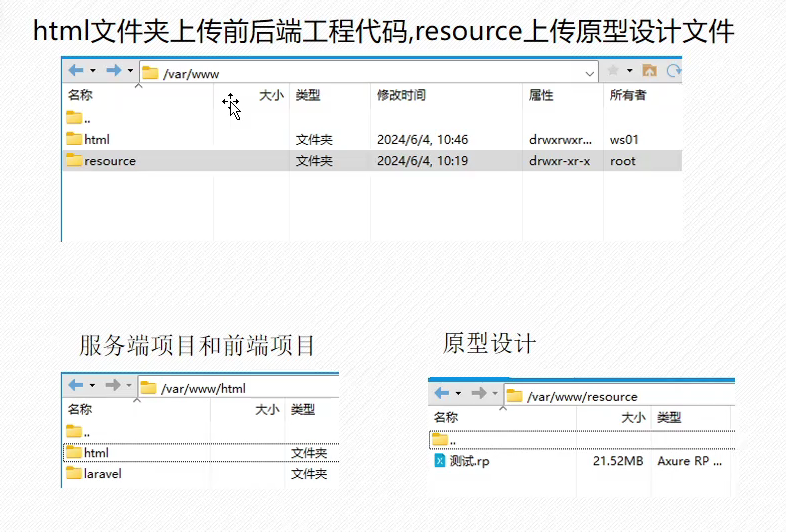 html文件夹上传前后端工程代码,resource上传原型设计文件
/var/www
名称 大小 类型 修改时间 属性 所有者
..
html 文件夹 2024/6/4, 10:46 drwxrwxr... ws01
resource 文件夹 2024/6/4, 10:19 drwxr-xr-x root
服务端项目和前端项目
/var/www/html
名称 大小 类型
..
html 文件夹
laravel 文件夹
原型设计
/var/www/resource
名称 大小 类型
..
测试.rp 21.52MB Axure RP ...